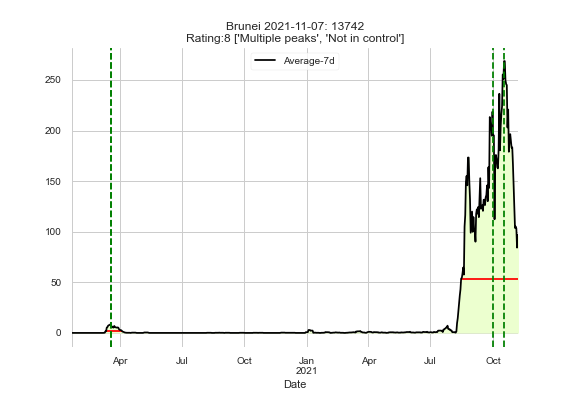 Brunei 2021-11-07: 13742
Rating:8 ['Multiple peaks', 'Not in control']
Average-7d
250
200
150
100
50
0
Apr Jul Oct Jan Apr Jul Oct
2021
Date